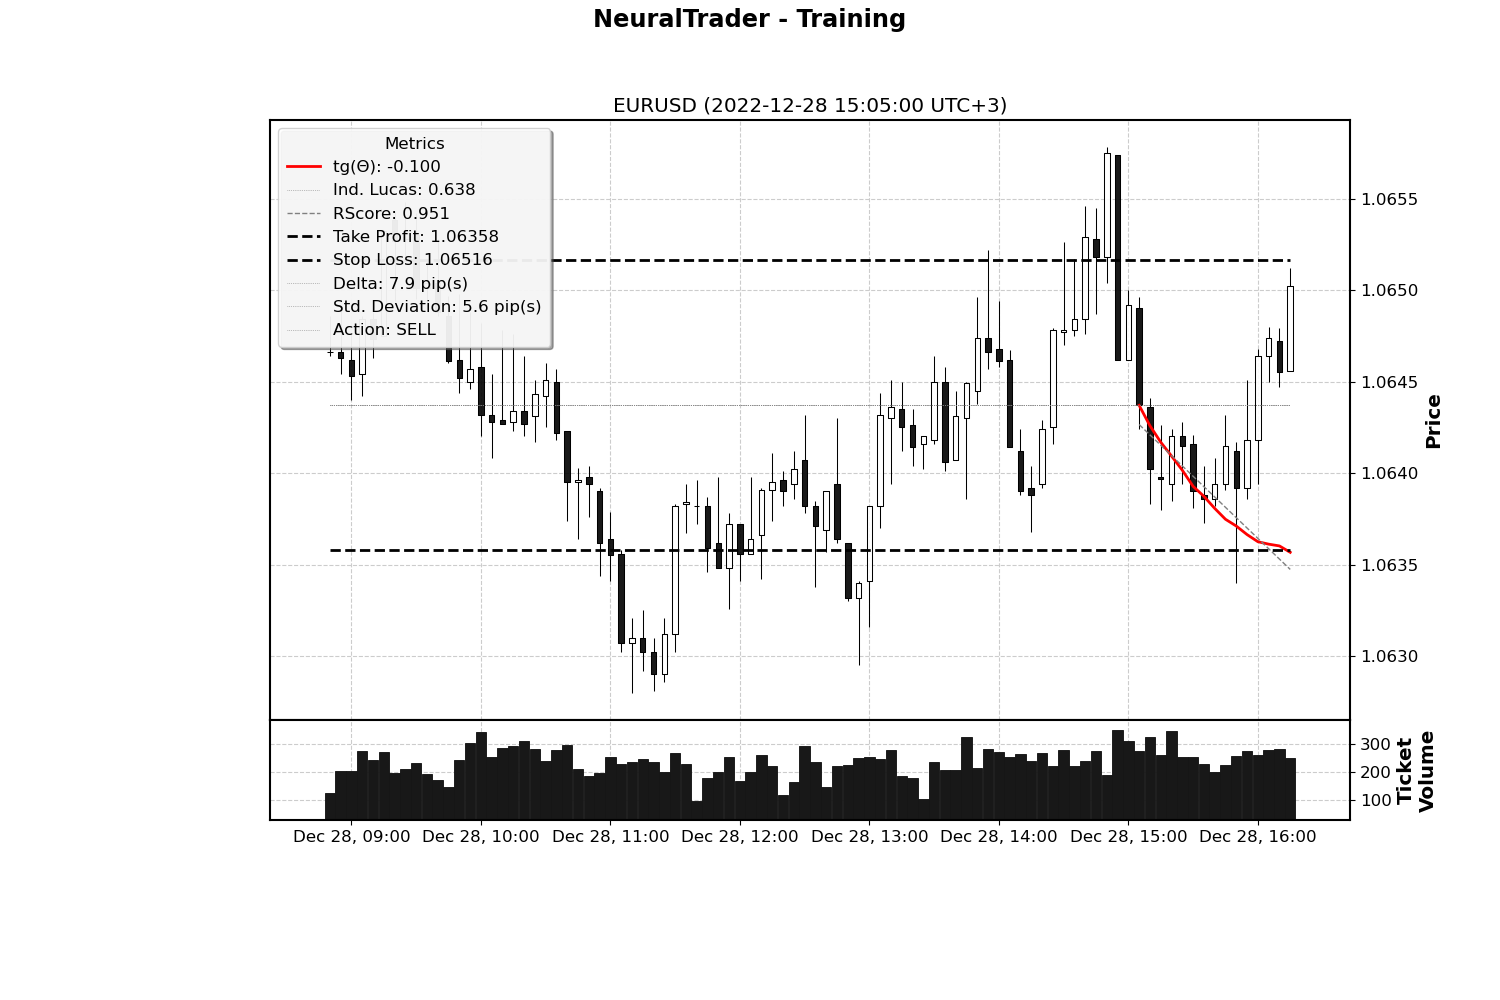 NeuralTrader - Training
EURUSD (2022-12-28 15:05:00 UTC+3)
Metrics
tg(Θ): -0.100
Ind. Lucas: 0.638
RScore: 0.951
Take Profit: 1.06358
Stop Loss: 1.06516
Delta: 7.9 pip(s)
Std. Deviation: 5.6 pip(s)
Action: SELL
1.0655
1.0650
1.0645
1.0640
1.0635
1.0630
Price
300
200
100
Ticket
Volume
Dec 28, 09:00
Dec 28, 10:00
Dec 28, 11:00
Dec 28, 12:00
Dec 28, 13:00
Dec 28, 14:00
Dec 28, 15:00
Dec 28, 16:00